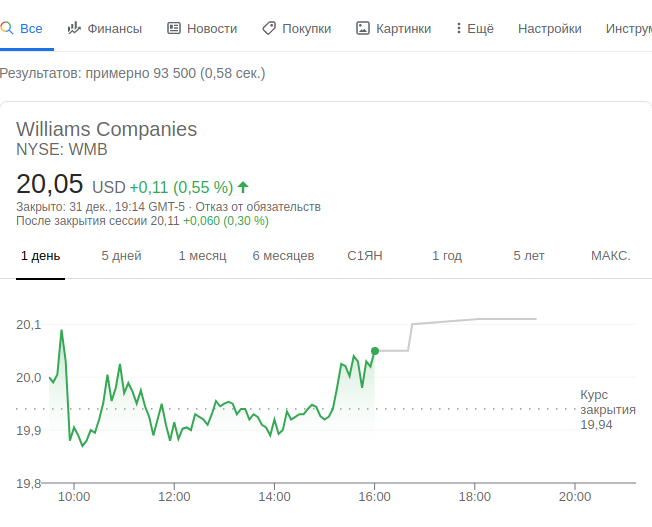 Все Финансы Новости Покупки Картинки Ещё Настройки Инструм
Результатов: примерно 93 500 (0,58 сек.)
Williams Companies
NYSE: WMB
20,05 USD +0,11 (0,55 %)
Закрыто: 31 дек., 19:14 GMT-5 · Отказ от обязательств
После закрытия сессии 20,11 +0,060 (0,30 %)
1 день 5 дней 1 месяц 6 месяцев С1ЯН 1 год 5 лет МАКС.
20,1
20,0
Курс
закрытия
19,94
19,9
19,8
10:00 12:00 14:00 16:00 18:00 20:00